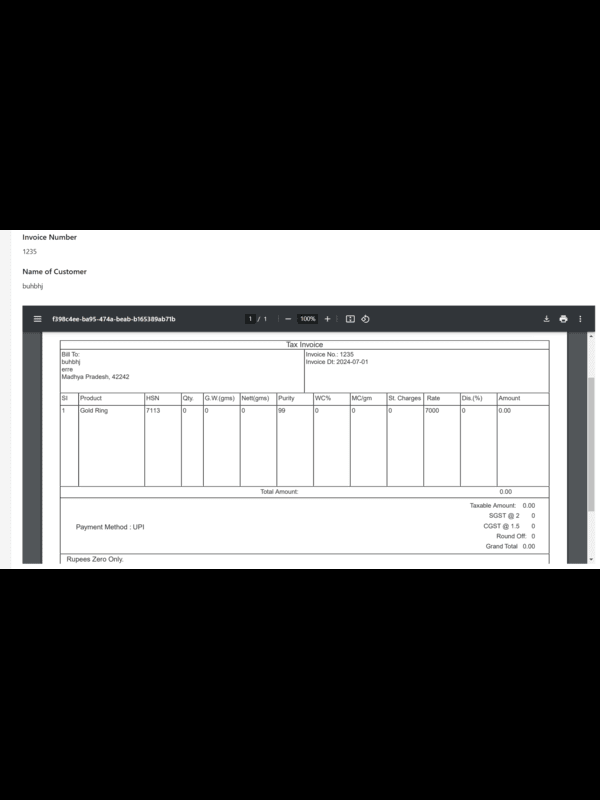 Invoice Number
1235
Name of Customer
buhbhj
f398c4ee-ba95-474a-beab-b165389ab71b 1 / 1 100%
Tax Invoice
Bill To: Invoice No.: 1235
buhbhj Invoice Dt: 2024-07-01
erre
Madhya Pradesh, 42242
SI Product HSN Qty. G.W.(gms) Nett(gms) Purity WC% MC/gm St. Charges Rate Dis.(%) Amount
1 Gold Ring 7113 0 0 0 99 0 0 0 7000 0 0.00
Total Amount: 0.00
Taxable Amount: 0.00
SGST @ 2 0
Payment Method : UPI CGST @ 1.5 0
Round Off: 0
Grand Total 0.00
Rupees Zero Only.